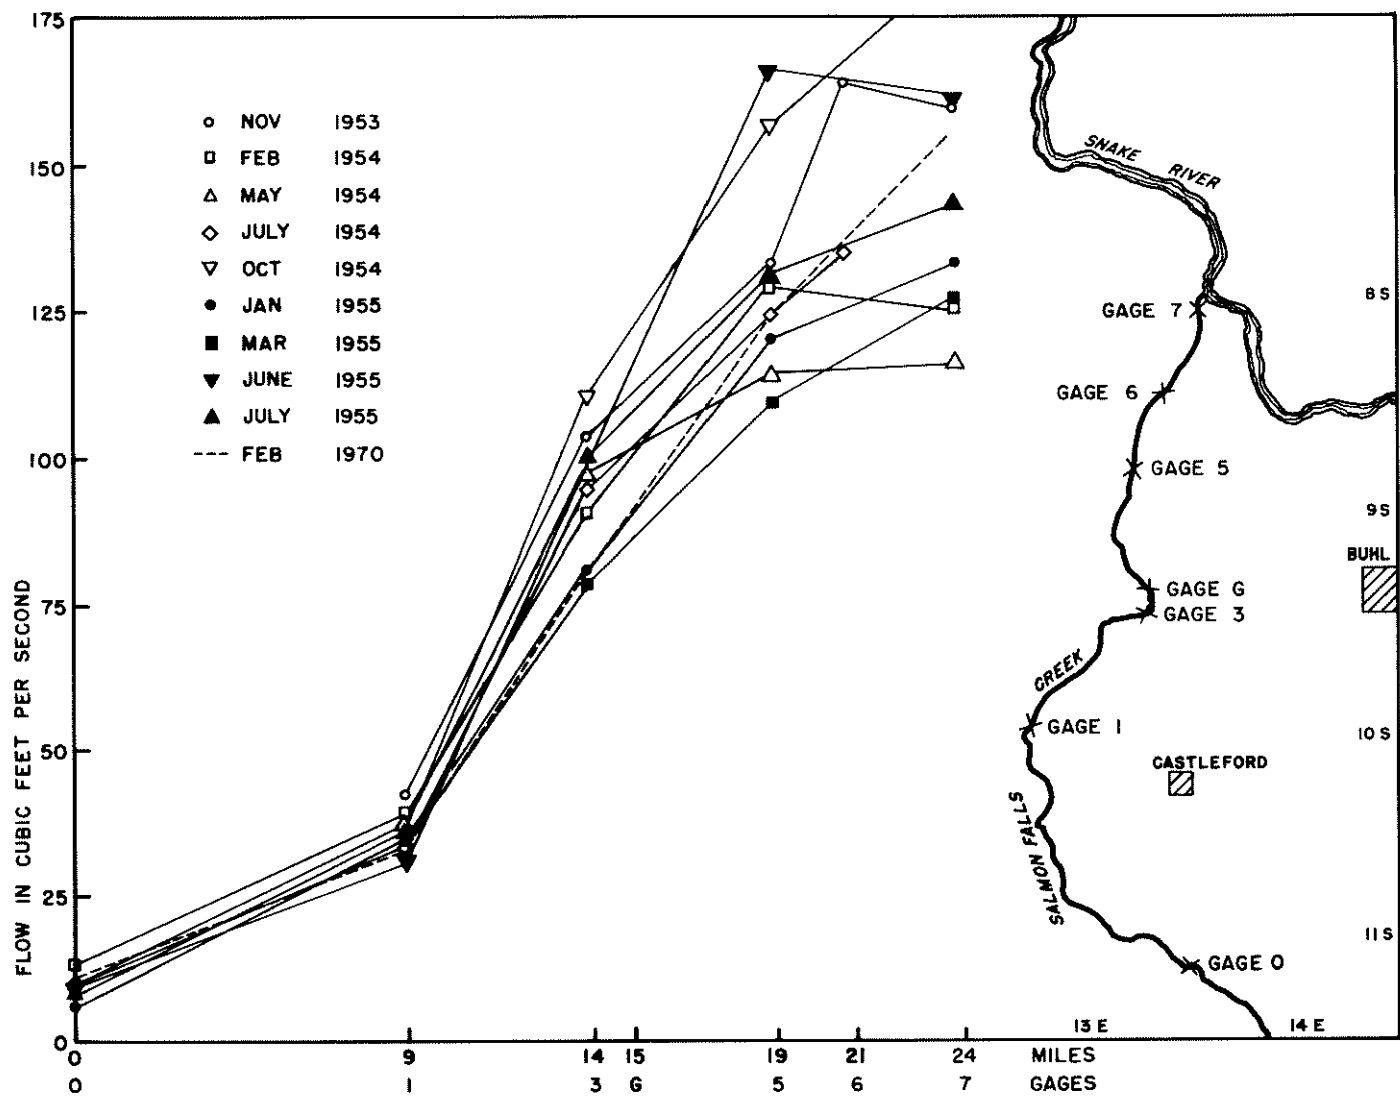 175
150
125
100
75
50
25
0
FLOW IN CUBIC FEET PER SECOND
NOV 1953
FEB 1954
MAY 1954
JULY 1954
OCT 1954
JAN 1955
MAR 1955
JUNE 1955
JULY 1955
FEB 1970
0 9 14 15 19 21 24 MILES
0 1 3 G 5 6 7 GAGES
SNAKE RIVER
GAGE 7
8 S
GAGE 6
GAGE 5
9 S
BUHL
GAGE G
GAGE 3
CREEK
GAGE 1
10 S
CASTLEFORD
SALMON FALLS
11 S
GAGE 0
13 E 14 E